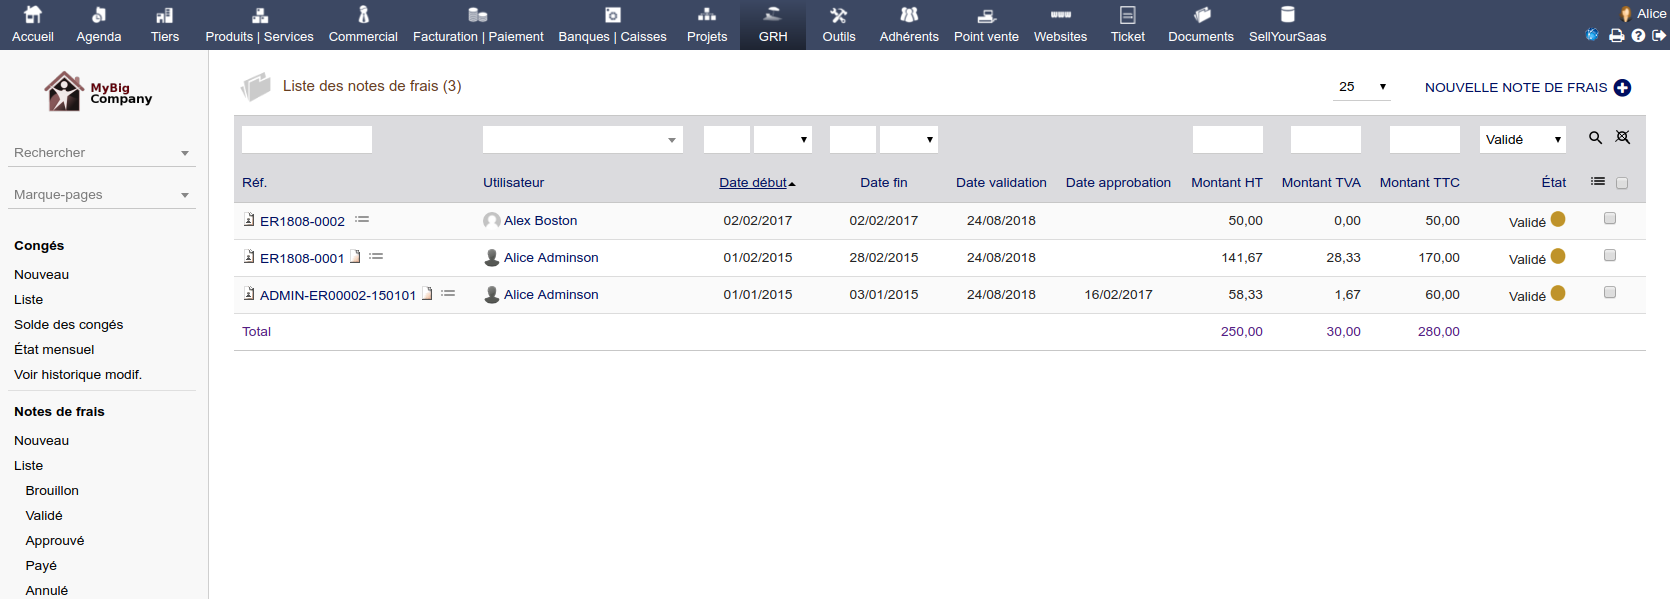 Accueil Agenda Tiers Produits | Services Commercial Facturation | Paiement Banques | Caisses Projets GRH Outils Adhérents Point vente Websites Ticket Documents SellYourSaas Alice
MyBig
Company
Rechercher
Marque-pages
Congés
Nouveau
Liste
Solde des congés
État mensuel
Voir historique modif.
Notes de frais
Nouveau
Liste
Brouillon
Validé
Approuvé
Payé
Annulé
Liste des notes de frais (3) 25 NOUVELLE NOTE DE FRAIS
Validé
Réf. Utilisateur Date début Date fin Date validation Date approbation Montant HT Montant TVA Montant TTC État
ER1808-0002 Alex Boston 02/02/2017 02/02/2017 24/08/2018 50,00 0,00 50,00 Validé
ER1808-0001 Alice Adminson 01/02/2015 28/02/2015 24/08/2018 141,67 28,33 170,00 Validé
ADMIN-ER00002-150101 Alice Adminson 01/01/2015 03/01/2015 24/08/2018 16/02/2017 58,33 1,67 60,00 Validé
Total 250,00 30,00 280,00